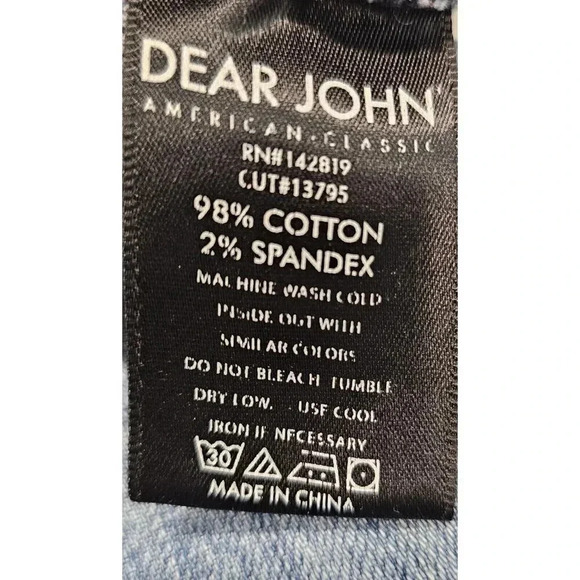 DEAR JOHN
AMERICAN·CLASSIC
RN#142819
CUT#13795
98% COTTON
2% SPANDEX
MACHINE WASH COLD
INSIDE OUT WITH
SIMILAR COLORS
DO NOT BLEACH TUMBLE
DRY LOW. USE COOL
IRON IF NECESSARY
30
MADE IN CHINA